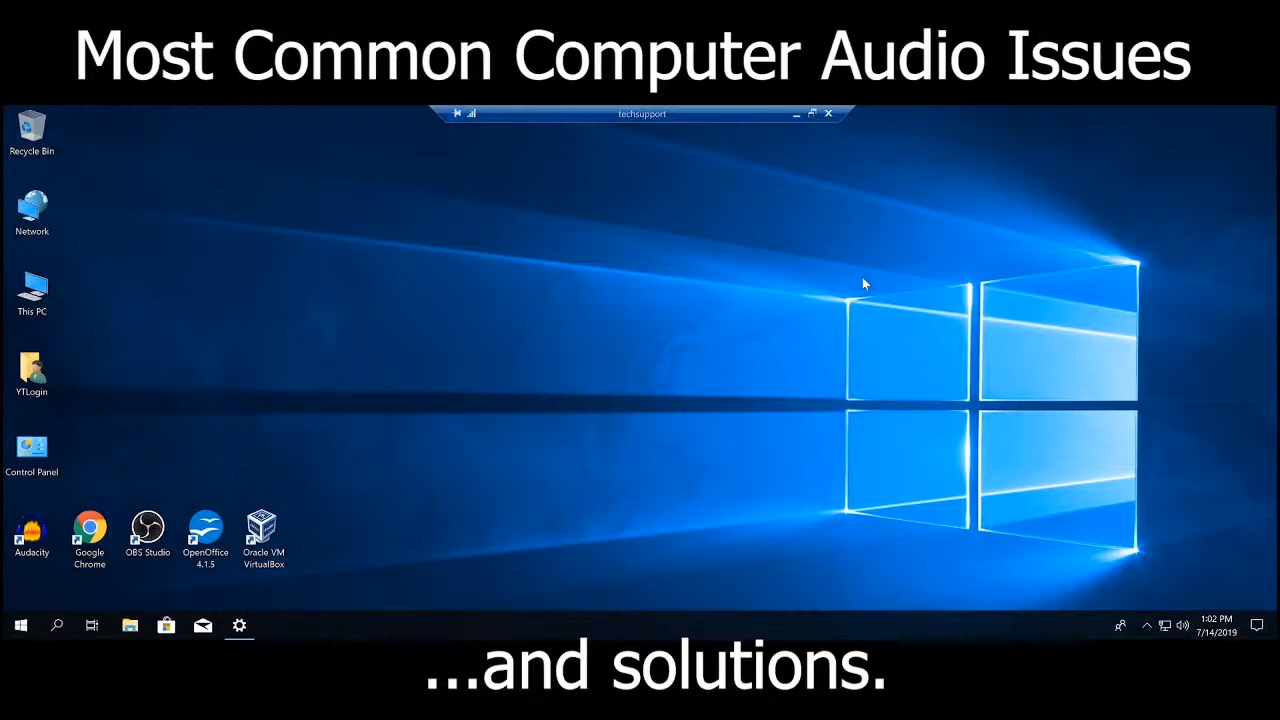 Most Common Computer Audio Issues
techsupport
Recycle Bin
Network
This PC
YTLogin
Control Panel
Audacity
Google
Chrome
OBS Studio
OpenOffice
4.1.5
Oracle VM
VirtualBox
1:02 PM
7/14/2019
...and solutions.